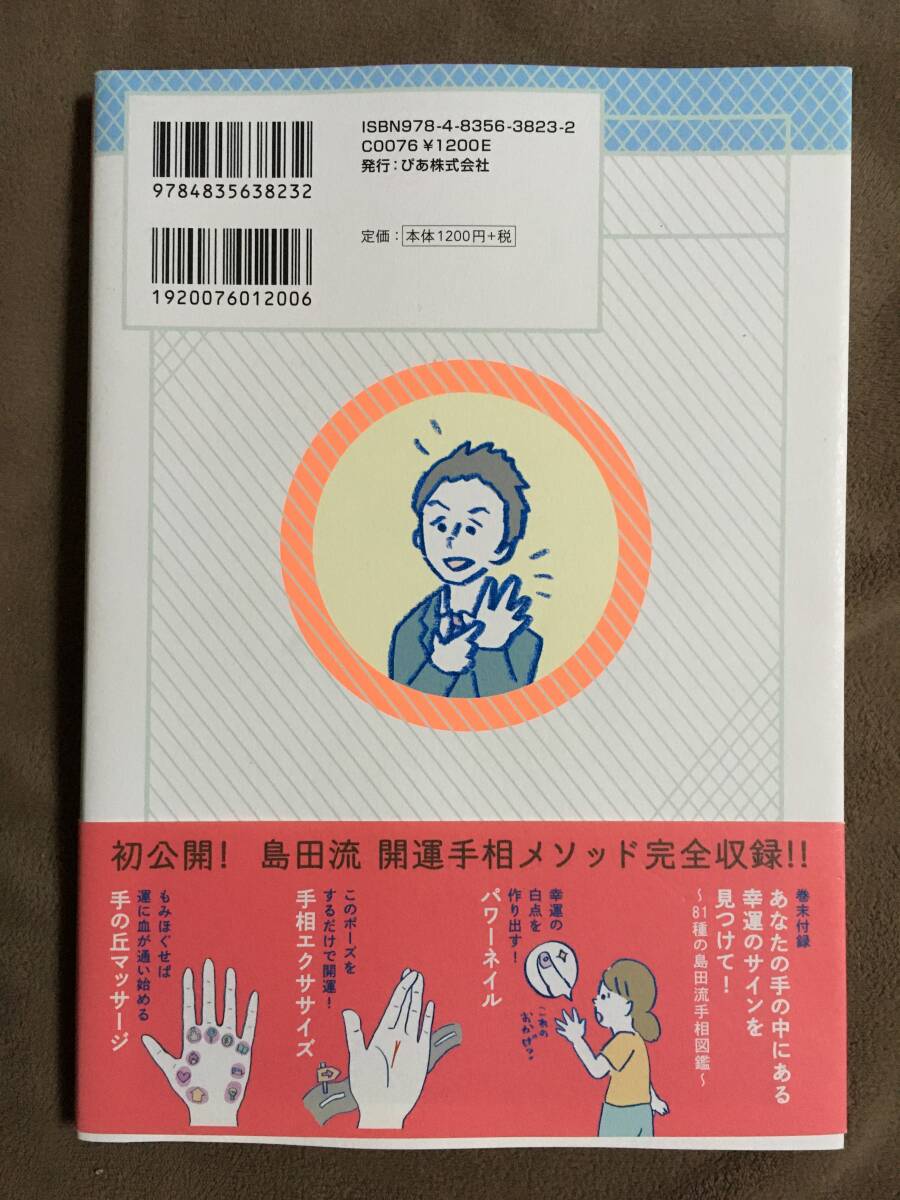 ISBN978-4-8356-3823-2
C0076 ¥1200E
発行：ぴあ株式会社
9784835638232
定価：本体1200円+税
1920076012006
初公開！ 島田流 開運手相メソッド完全収録!!
巻末付録
あなたの手の中にある
幸運のサインを
見つけて！
～81種の島田流手相図鑑～
幸運の
白点を
作り出す！
パワーネイル
これの
おかげ？
このポーズを
するだけで開運！
手相エクササイズ
もみほぐせば
運に血が通い始める
手の丘マッサージ